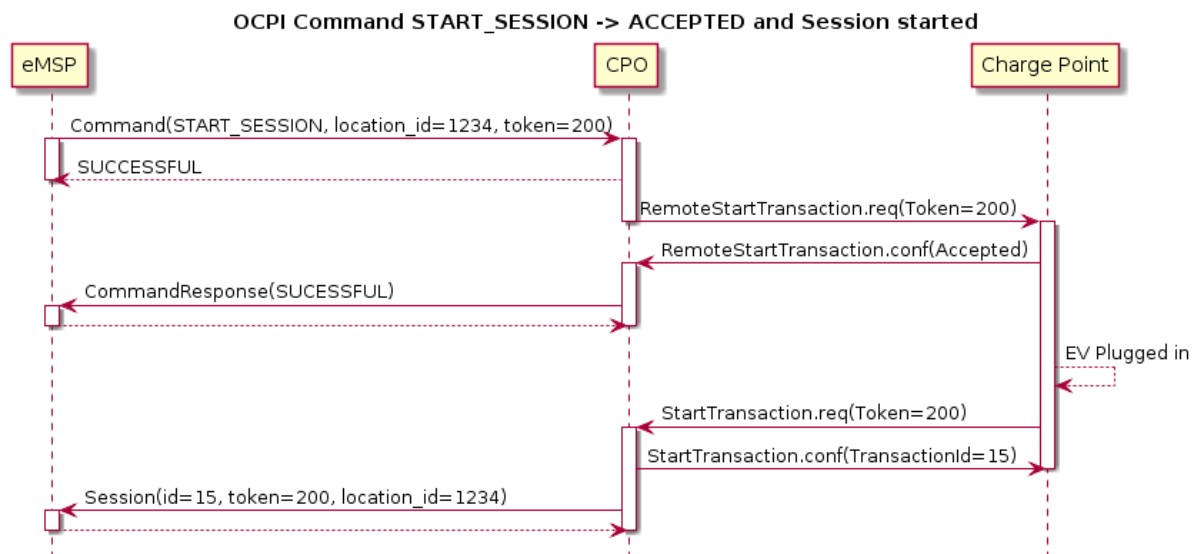 OCPI Command START_SESSION -> ACCEPTED and Session started
eMSP
CPO
Charge Point
Command(START_SESSION, location_id=1234, token=200)
SUCCESSFUL
RemoteStartTransaction.req(Token=200)
RemoteStartTransaction.conf(Accepted)
CommandResponse(SUCESSFUL)
EV Plugged in
StartTransaction.req(Token=200)
StartTransaction.conf(TransactionId=15)
Session(id=15, token=200, location_id=1234)